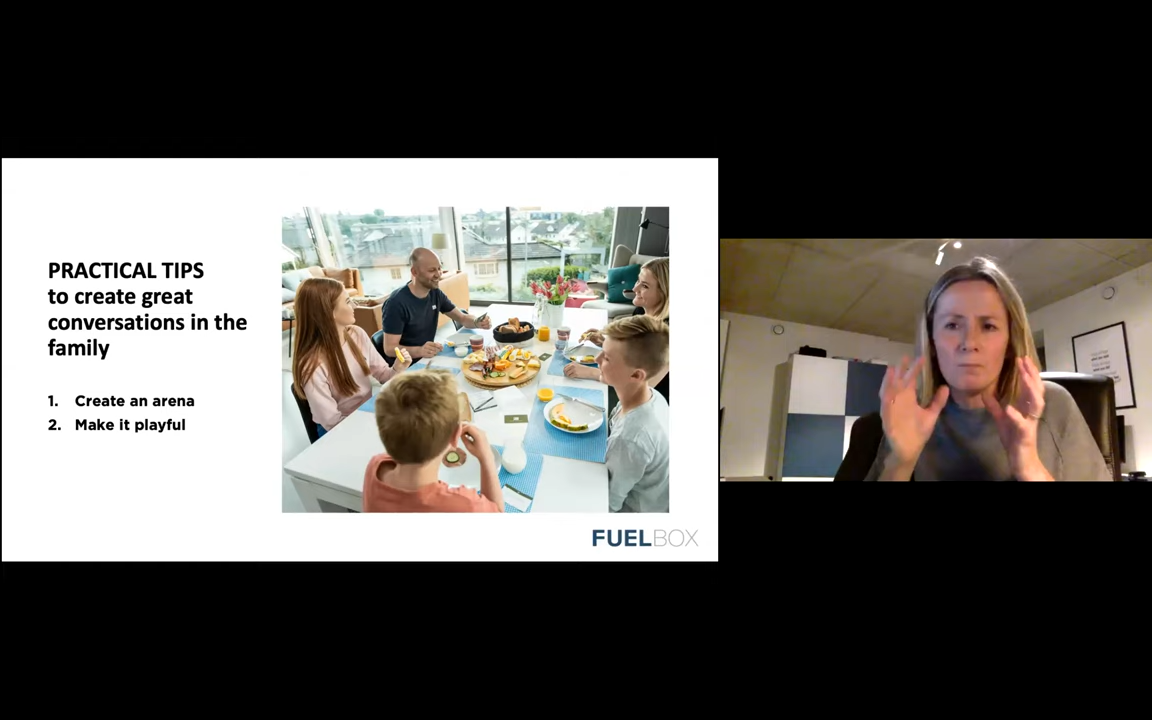 PRACTICAL TIPS
to create great
conversations in the
family
1. Create an arena
2. Make it playful
FUELBOX